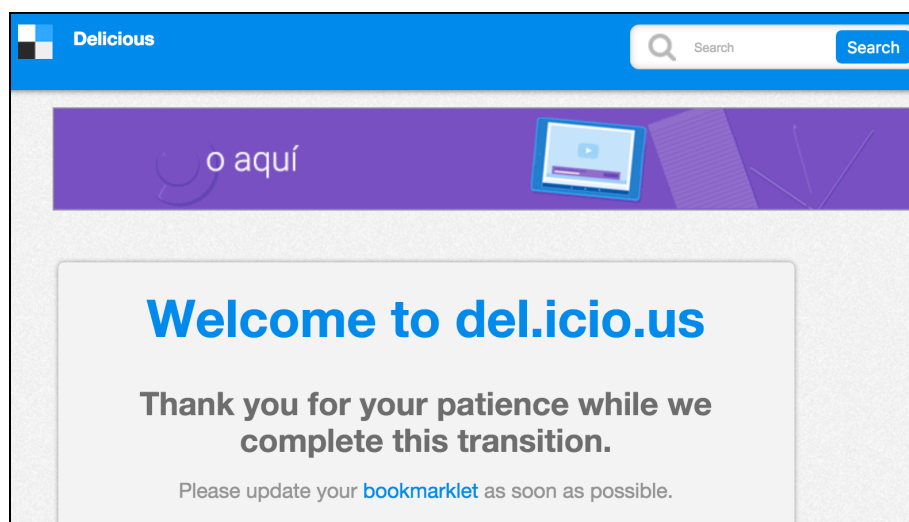 Delicious
Search
Search
o aquí
Welcome to del.icio.us
Thank you for your patience while we
complete this transition.
Please update your bookmarklet as soon as possible.